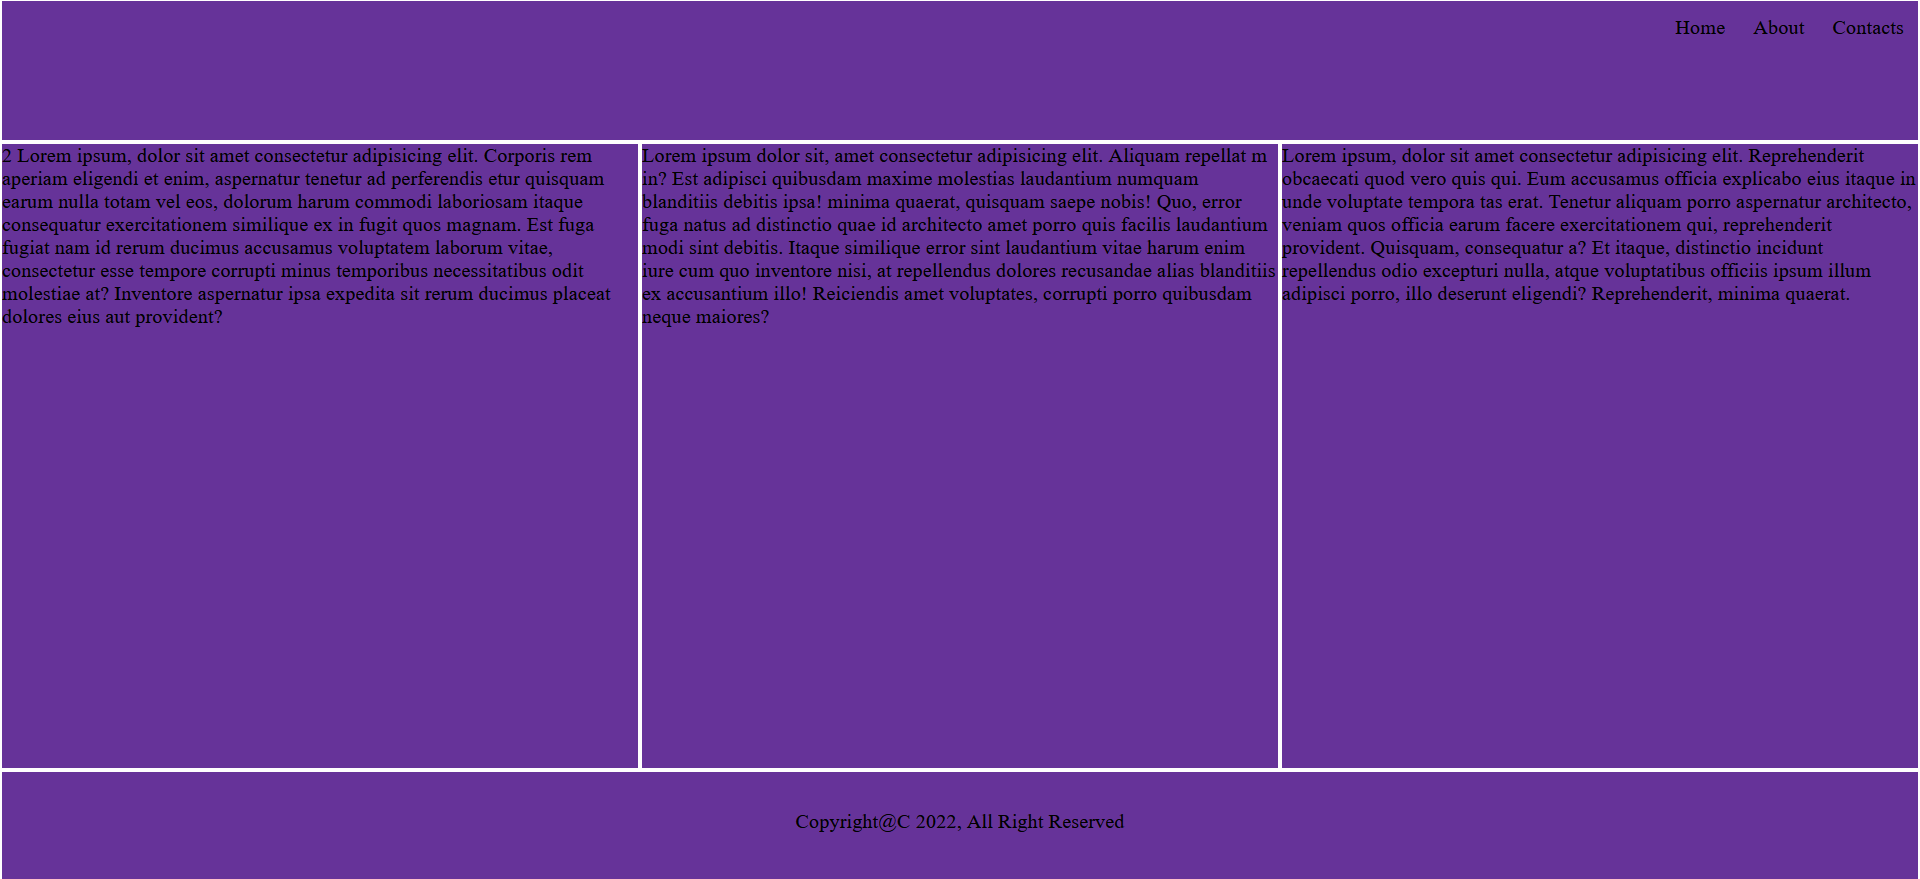 Home About Contacts
2 Lorem ipsum, dolor sit amet consectetur adipisicing elit. Corporis rem
aperiam eligendi et enim, aspernatur tenetur ad perferendis etur quisquam
earum nulla totam vel eos, dolorum harum commodi laboriosam itaque
consequatur exercitationem similique ex in fugit quos magnam. Est fuga
fugiat nam id rerum ducimus accusamus voluptatem laborum vitae,
consectetur esse tempore corrupti minus temporibus necessitatibus odit
molestiae at? Inventore aspernatur ipsa expedita sit rerum ducimus placeat
dolores eius aut provident?
Lorem ipsum dolor sit, amet consectetur adipisicing elit. Aliquam repellat m
in? Est adipisci quibusdam maxime molestias laudantium numquam
blanditiis debitis ipsa! minima quaerat, quisquam saepe nobis! Quo, error
fuga natus ad distinctio quae id architecto amet porro quis facilis laudantium
modi sint debitis. Itaque similique error sint laudantium vitae harum enim
iure cum quo inventore nisi, at repellendus dolores recusandae alias blanditiis
ex accusantium illo! Reiciendis amet voluptates, corrupti porro quibusdam
neque maiores?
Lorem ipsum, dolor sit amet consectetur adipisicing elit. Reprehenderit
obcaecati quod vero quis qui. Eum accusamus officia explicabo eius itaque in
unde voluptate tempora tas erat. Tenetur aliquam porro aspernatur architecto,
veniam quos officia earum facere exercitationem qui, reprehenderit
provident. Quisquam, consequatur a? Et itaque, distinctio incidunt
repellendus odio excepturi nulla, atque voluptatibus officiis ipsum illum
adipisci porro, illo deserunt eligendi? Reprehenderit, minima quaerat.
Copyright@C 2022, All Right Reserved